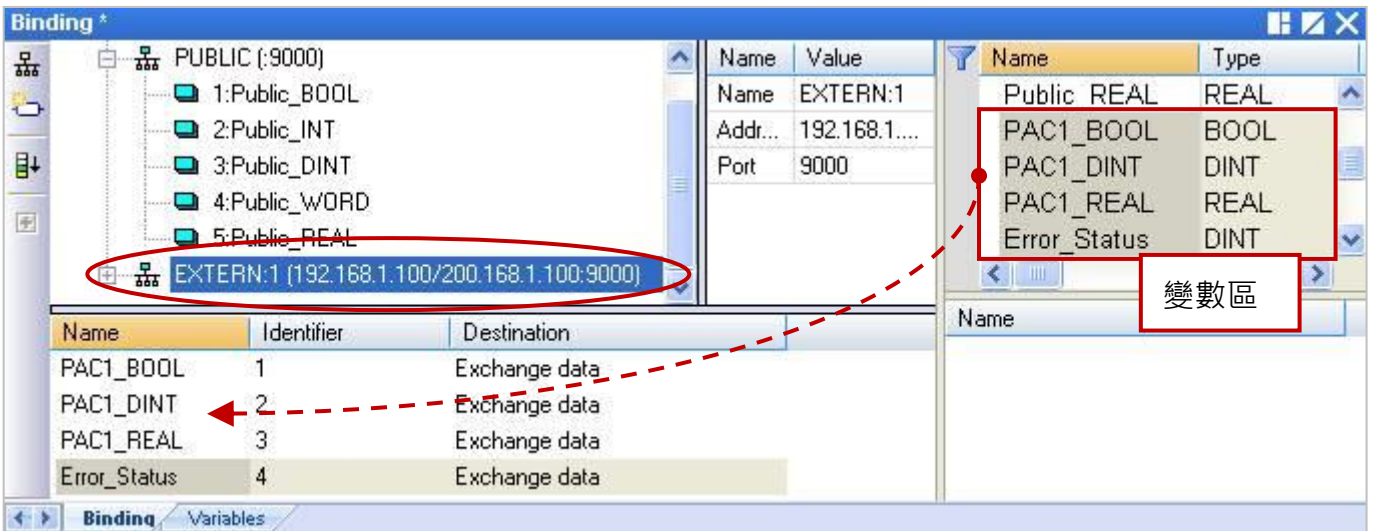 Binding *
PUBLIC (:9000)
1:Public_BOOL
2:Public_INT
3:Public_DINT
4:Public_WORD
5:Public_REAL
EXTERN:1 (192.168.1.100/200.168.1.100:9000)
Name Value
Name EXTERN:1
Addr... 192.168.1....
Port 9000
Name Type
Public_REAL REAL
PAC1_BOOL BOOL
PAC1_DINT DINT
PAC1_REAL REAL
Error_Status DINT
變數區
Name
Name Identifier Destination
PAC1_BOOL 1 Exchange data
PAC1_DINT 2 Exchange data
PAC1_REAL 3 Exchange data
Error_Status 4 Exchange data
Binding Variables